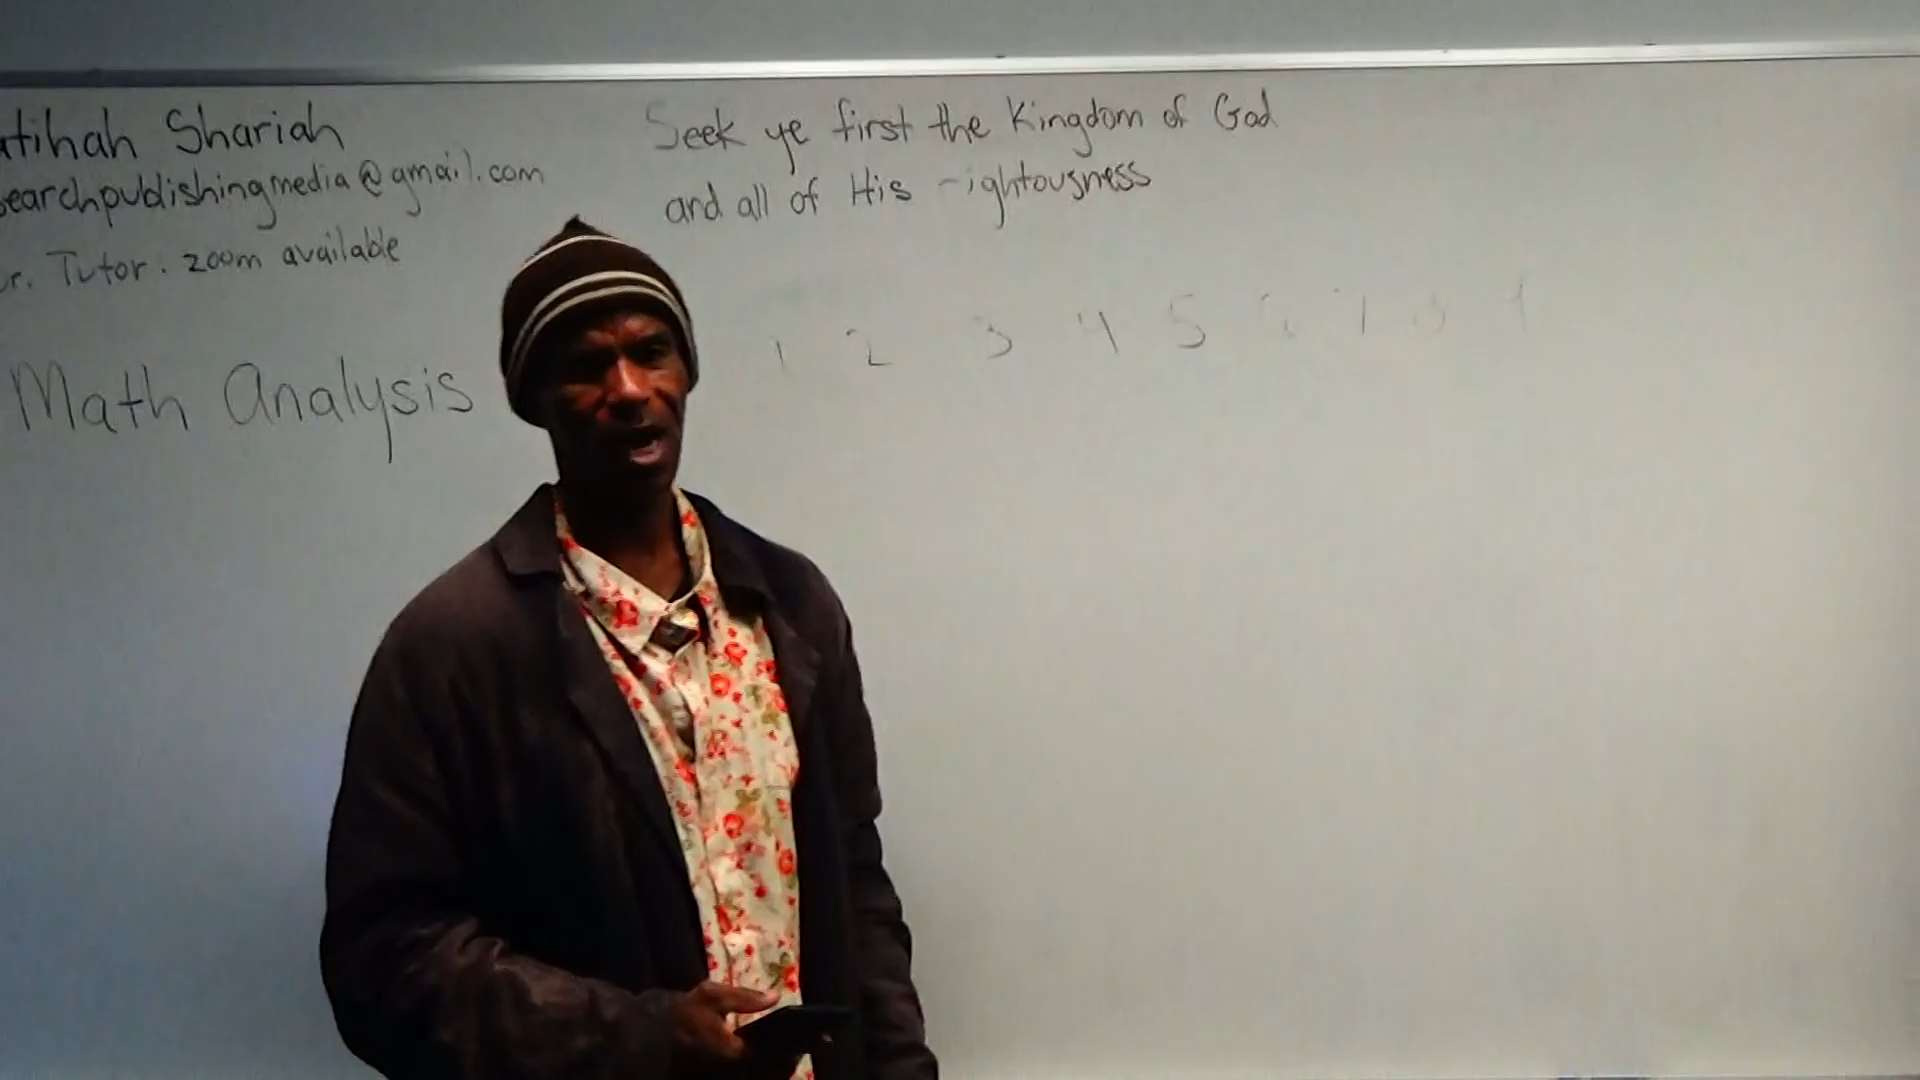 atihah Shariah
searchpublishingmedia@gmail.com
r. Tutor. zoom available
Math Analysis
Seek ye first the Kingdom of God
and all of His rightousness
1 2 3 4 5